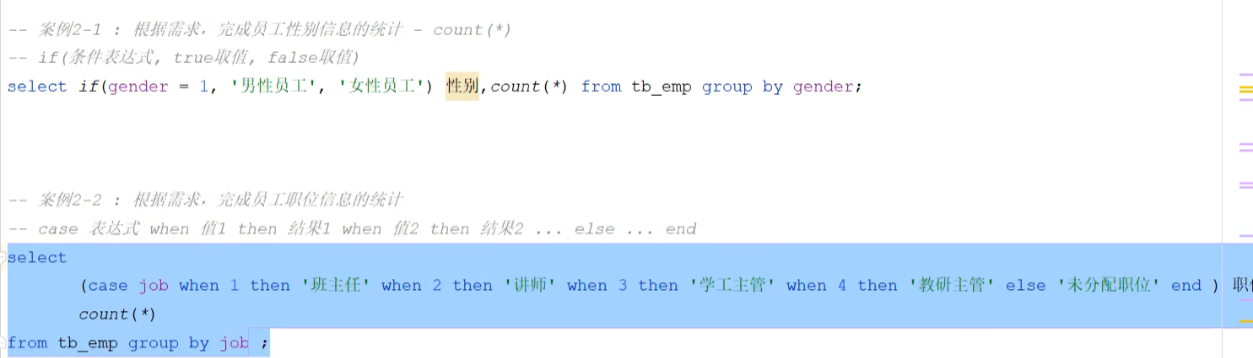 -- 案例2-1 : 根据需求，完成员工性别信息的统计 - count(*)
-- if(条件表达式, true取值, false取值)
select if(gender = 1, '男性员工', '女性员工') 性别,count(*) from tb_emp group by gender;
-- 案例2-2 : 根据需求，完成员工职位信息的统计
-- case 表达式 when 值1 then 结果1 when 值2 then 结果2 ... else ... end
select
(case job when 1 then '班主任' when 2 then '讲师' when 3 then '学工主管' when 4 then '教研主管' else '未分配职位' end ) 职
count(*)
from tb_emp group by job ;